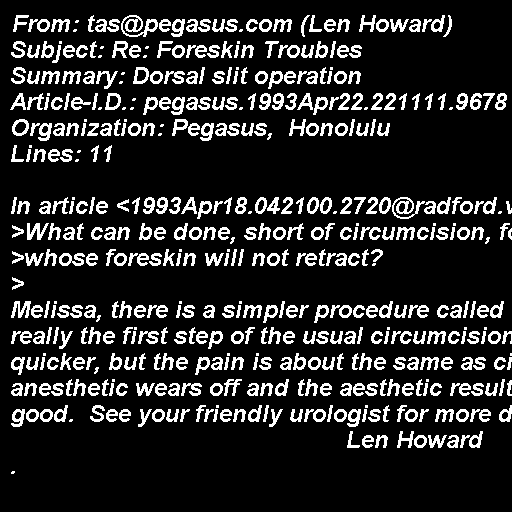 From: tas@pegasus.com (Len Howard)
Subject: Re: Foreskin Troubles
Summary: Dorsal slit operation
Article-I.D.: pegasus.1993Apr22.221111.9678
Organization: Pegasus,  Honolulu
Lines: 11

In article <1993Apr18.042100.2720@radford.v
>What can be done, short of circumcision, fo
>whose foreskin will not retract?
>
Melissa, there is a simpler procedure called
really the first step of the usual circumcision
quicker, but the pain is about the same as ci
anesthetic wears off and the aesthetic result
good.  See your friendly urologist for more d
Len Howard
.